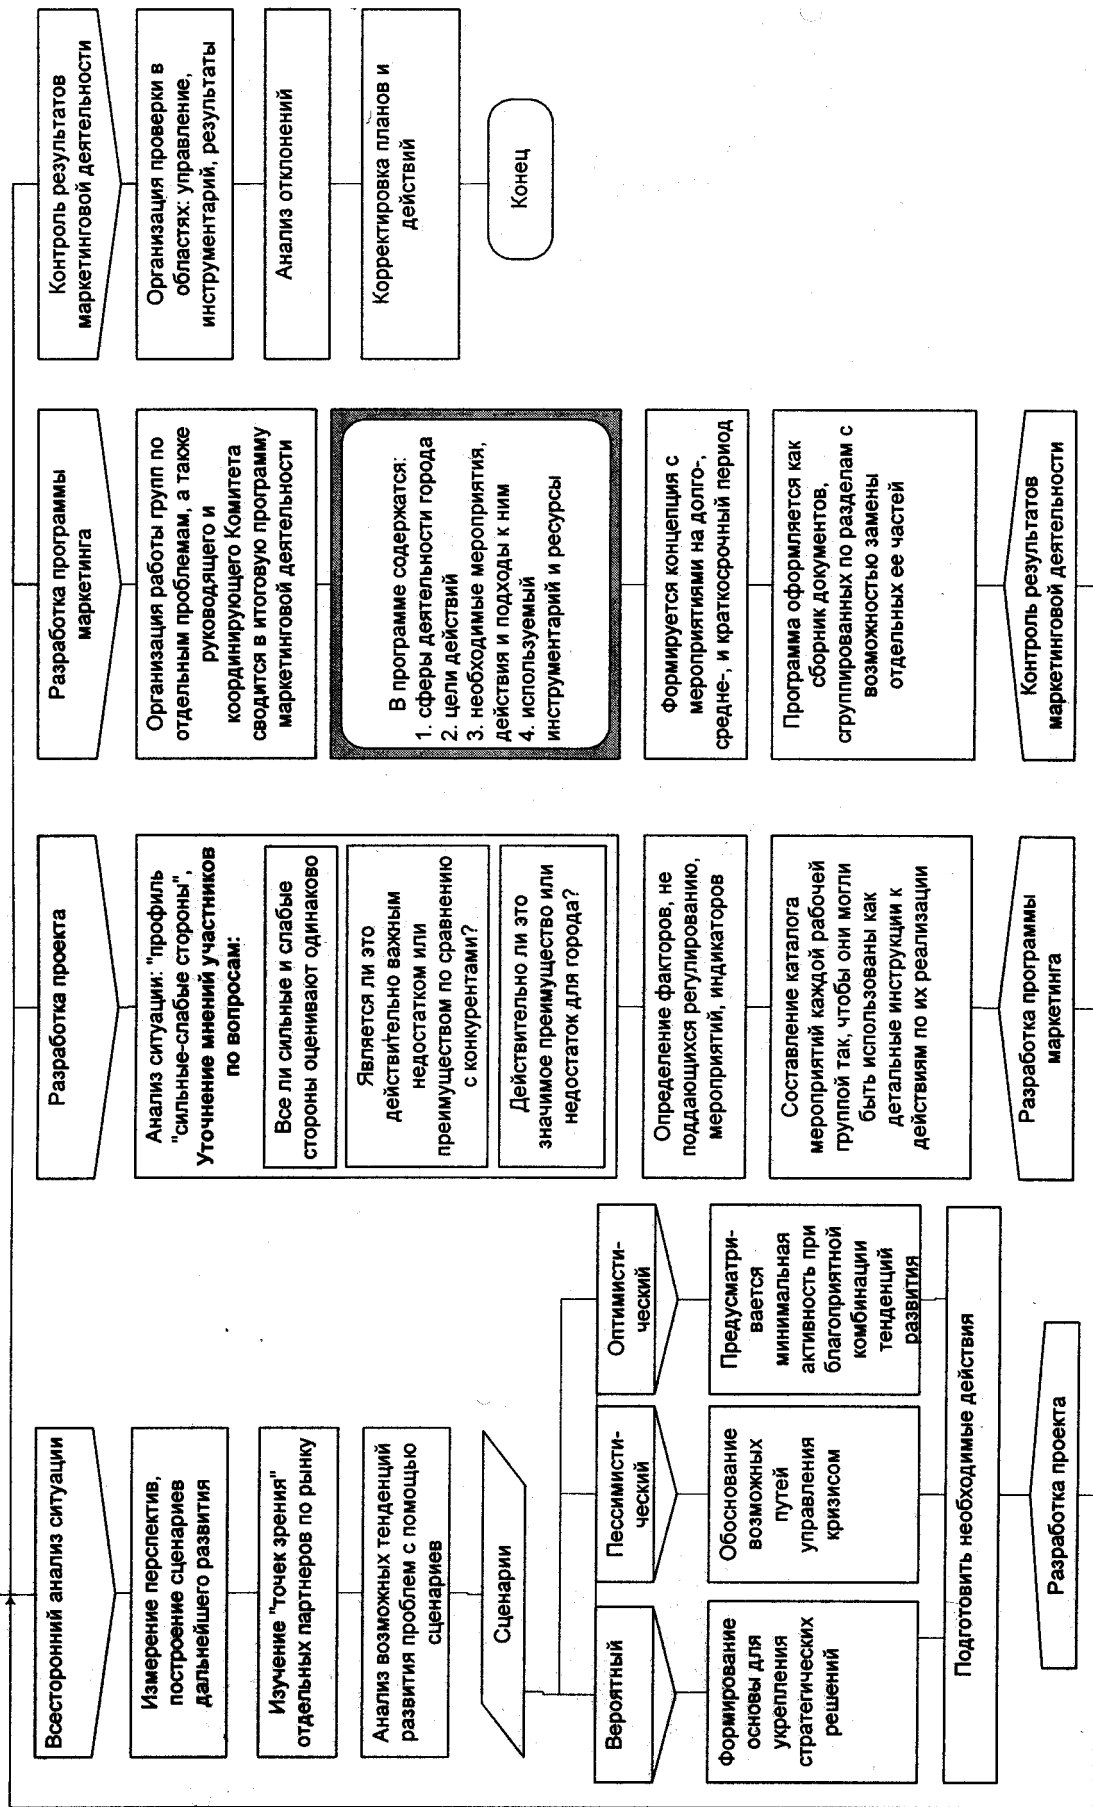 Всесторонний анализ ситуации
Измерение перспектив,
построение сценариев
дальнейшего развития
Изучение "точек зрения"
отдельных партнеров по рынку
Анализ возможных тенденций
развития проблем с помощью
сценариев
Сценарии
Вероятный
Формирование
основы для
укрепления
стратегических
решений
Пессимисти-
ческий
Обоснование
возможных
путей
управления
кризисом
Оптимисти-
ческий
Предусматри-
вается
минимальная
активность при
благоприятной
комбинации
тенденций
развития
Подготовить необходимые действия
Разработка проекта
Разработка проекта
Анализ ситуации: "профиль
"сильные-слабые стороны",
Уточнение мнений участников
по вопросам:
Все ли сильные и слабые
стороны оценивают одинаково
Является ли это
действительно важным
недостатком или
преимуществом по сравнению
с конкурентами?
Действительно ли это
значимое преимущество или
недостаток для города?
Определение факторов, не
поддающихся регулированию,
мероприятий, индикаторов
Составление каталога
мероприятий каждой рабочей
группой так, чтобы они могли
быть использованы как
детальные инструкции к
действиям по их реализации
Разработка программы
маркетинга
Разработка программы
маркетинга
Организация работы групп по
отдельным проблемам, а также
руководящего и
координирующего Комитета
сводится в итоговую программу
маркетинговой деятельности
В программе содержатся:
1. сферы деятельности города
2. цели действий
3. необходимые мероприятия,
действия и подходы к ним
4. используемый
инструментарий и ресурсы
Формируется концепция с
мероприятиями на долго-,
средне-, и краткосрочный период
Программа оформляется как
сборник документов,
сгруппированных по разделам с
возможностью замены
отдельных ее частей
Контроль результатов
маркетинговой деятельности
Контроль результатов
маркетинговой деятельности
Организация проверки в
областях: управление,
инструментарий, результаты
Анализ отклонений
Корректировка планов и
действий
Конец